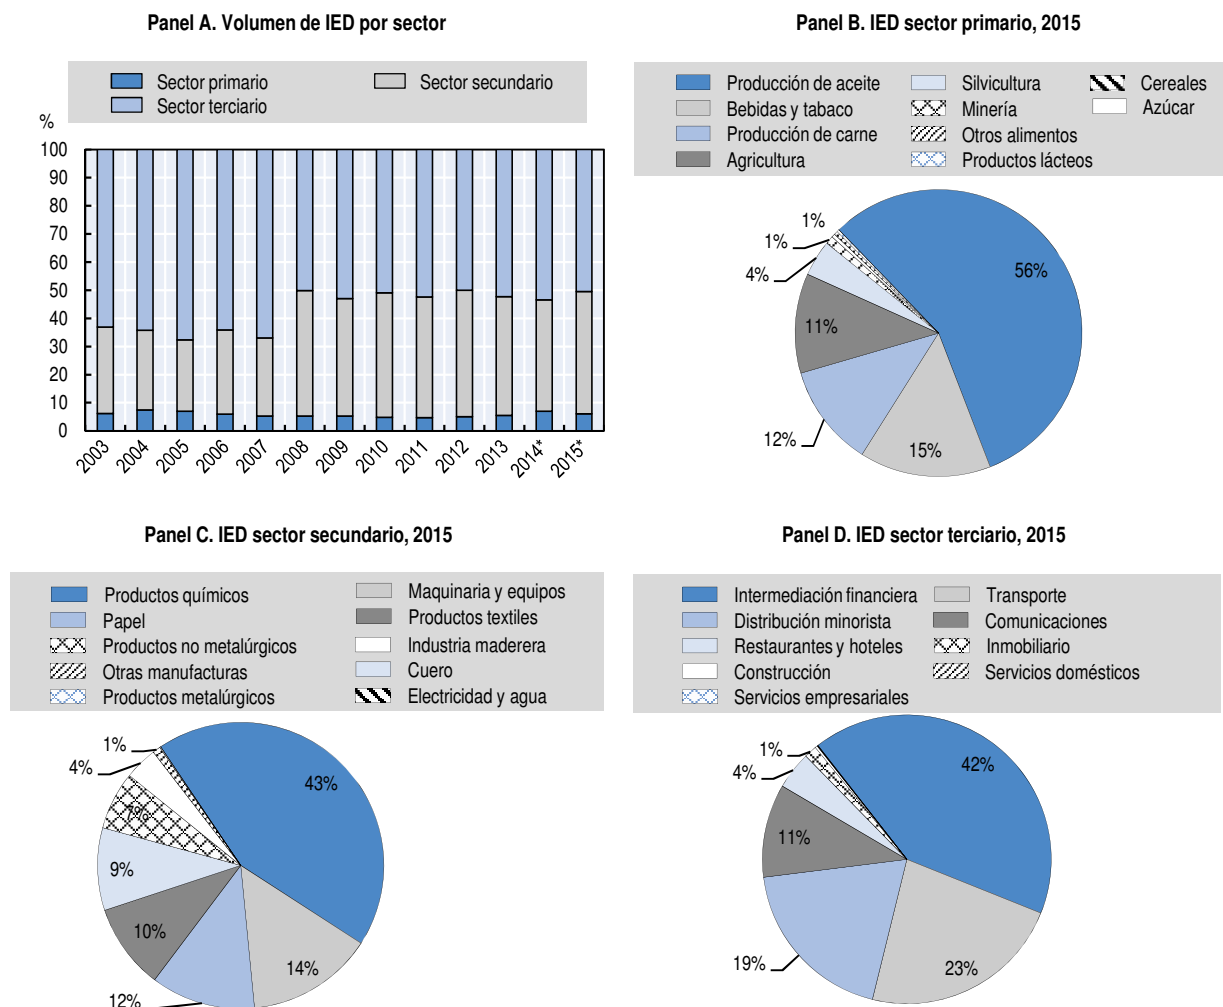 Panel A. Volumen de IED por sector
Sector primario
Sector secundario
Sector terciario
%
100
90
80
70
60
50
40
30
20
10
0
2003
2004
2005
2006
2007
2008
2009
2010
2011
2012
2013
2014*
2015*
Panel B. IED sector primario, 2015
Producción de aceite
Silvicultura
Cereales
Bebidas y tabaco
Minería
Azúcar
Producción de carne
Otros alimentos
Agricultura
Productos lácteos
1%
1%
4%
56%
11%
12%
15%
Panel C. IED sector secundario, 2015
Productos químicos
Maquinaria y equipos
Papel
Productos textiles
Productos no metalúrgicos
Industria maderera
Otras manufacturas
Cuero
Productos metalúrgicos
Electricidad y agua
1%
4%
43%
7%
9%
10%
14%
12%
Panel D. IED sector terciario, 2015
Intermediación financiera
Transporte
Distribución minorista
Comunicaciones
Restaurantes y hoteles
Inmobiliario
Construcción
Servicios domésticos
Servicios empresariales
1%
4%
42%
11%
19%
23%